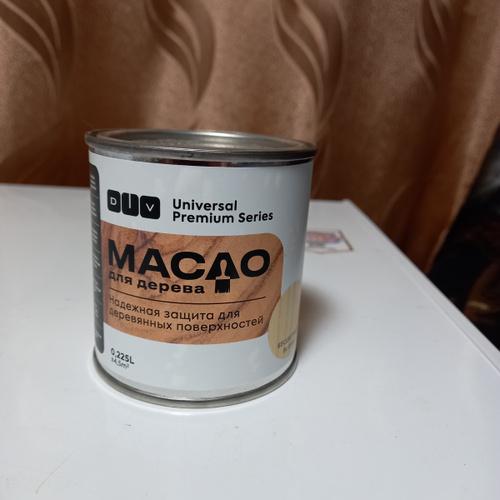 DIV
Universal
Premium Series
МАСЛО
для дерева
Надежная защита для
деревянных поверхностей
0,225L